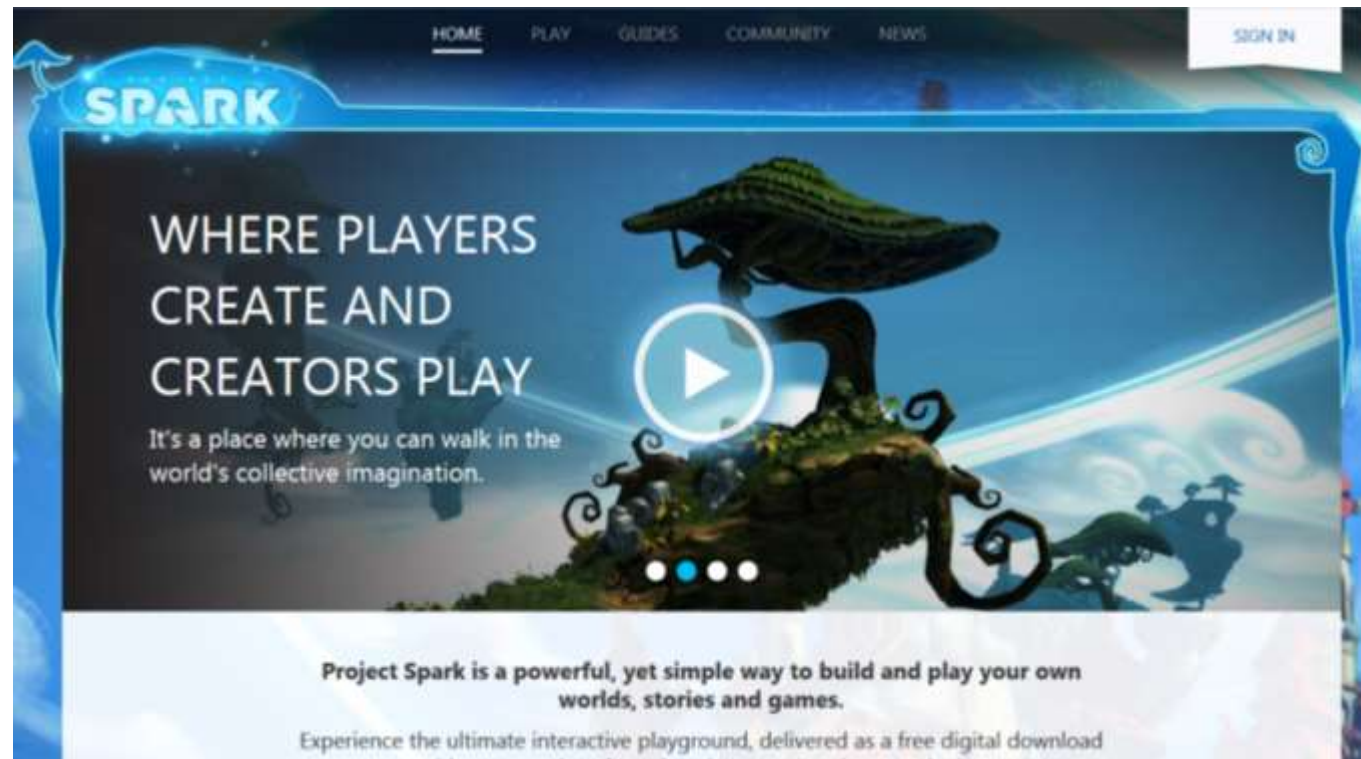 HOME PLAY GUIDES COMMUNITY NEWS
SIGN IN
SPARK
WHERE PLAYERS
CREATE AND
CREATORS PLAY
It's a place where you can walk in the
world's collective imagination.
Project Spark is a powerful, yet simple way to build and play your own
worlds, stories and games.
Experience the ultimate interactive playground, delivered as a free digital download